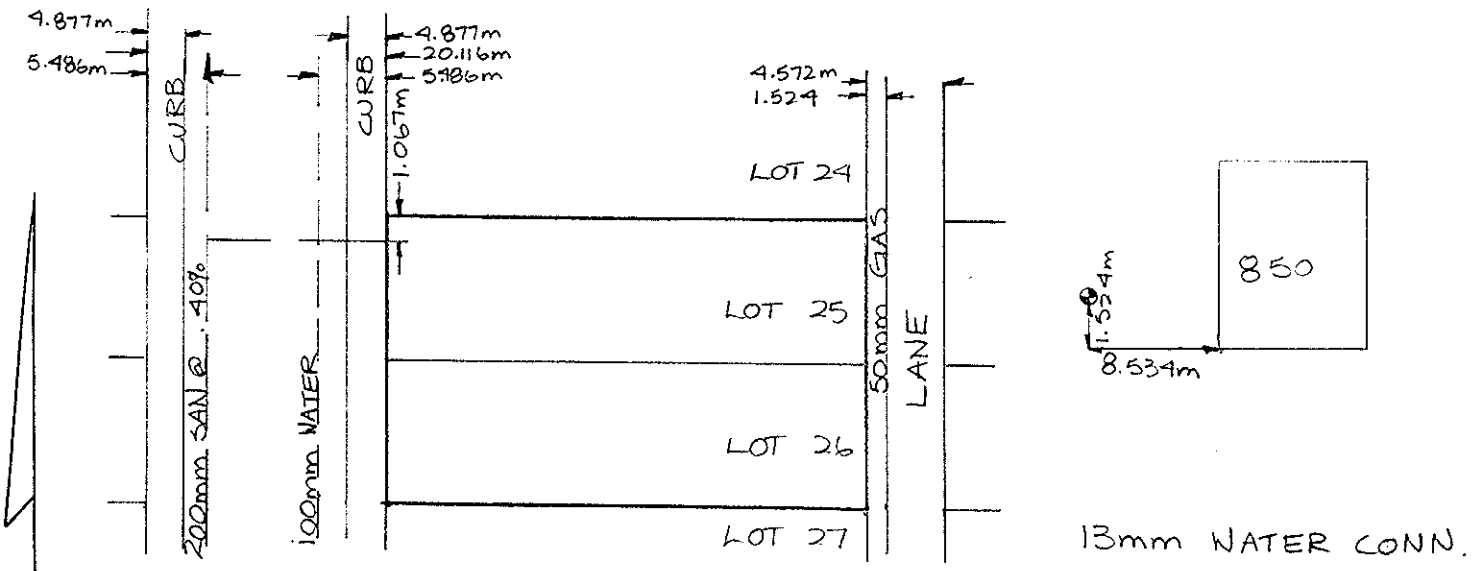 4.877m
5.486m
CURB
200mm SAN @ .40%
100mm WATER
CURB
4.877m
20.116m
5.486m
1.067m
4.572m
1.524
LOT 24
LOT 25
LOT 26
LOT 27
50mm GAS
LANE
1.524m
8.534m
850
13mm WATER CONN.